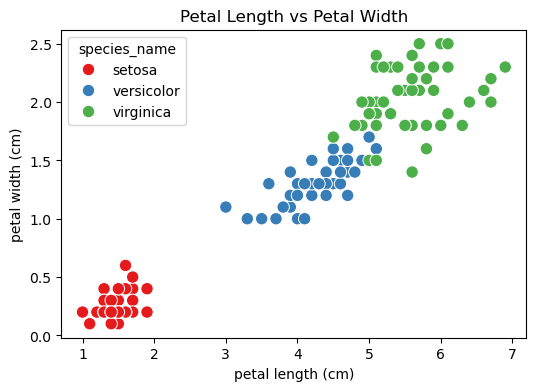 Petal Length vs Petal Width
species_name
setosa
versicolor
virginica
petal width (cm)
2.5
2.0
1.5
1.0
0.5
0.0
1 2 3 4 5 6 7
petal length (cm)